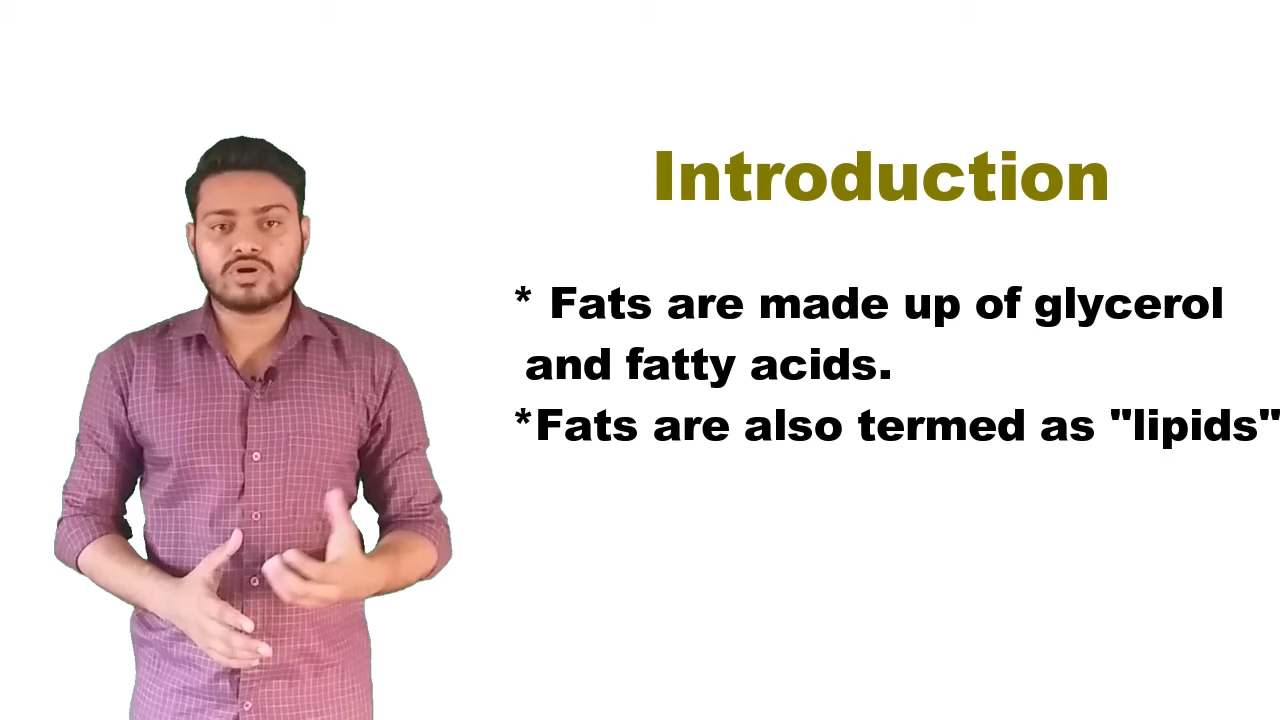 Introduction
* Fats are made up of glycerol
and fatty acids.
*Fats are also termed as "lipids"